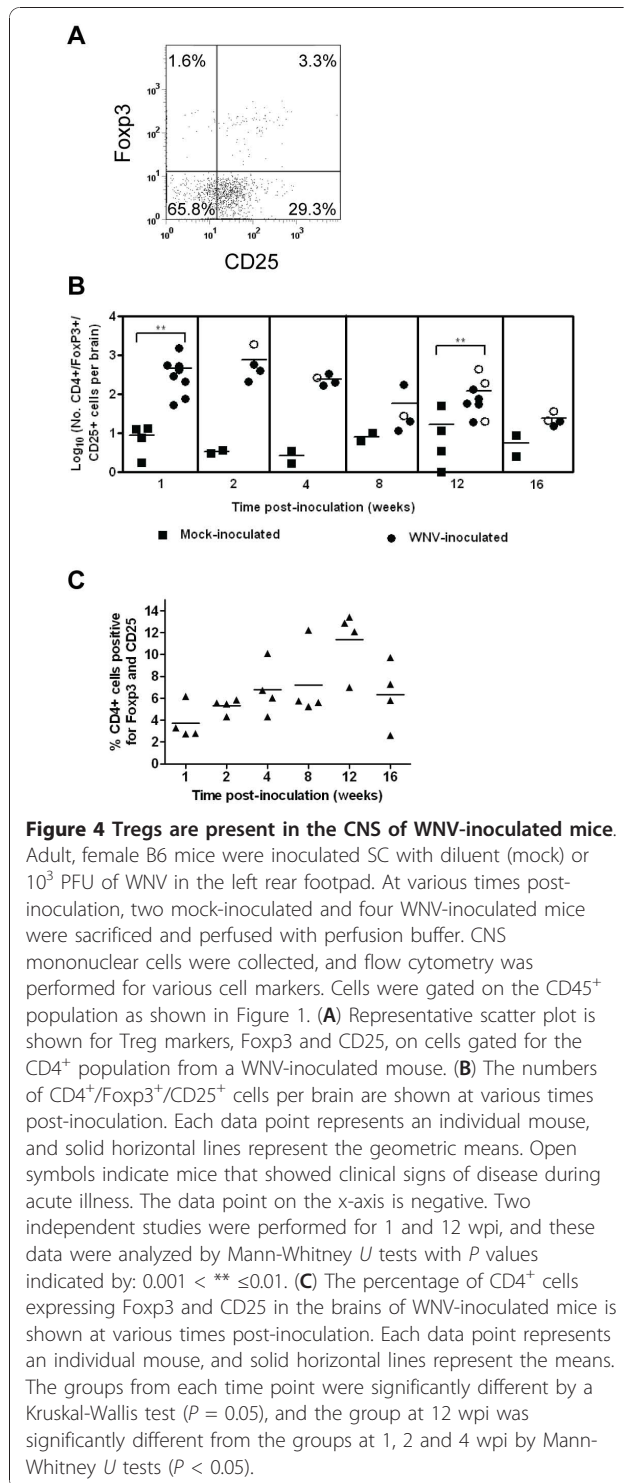 A
1.6%
3.3%
Foxp3
10³
10²
10¹
10⁰
65.8%
29.3%
10⁰ 10¹ 10² 10³
CD25
B
Log₁₀ (No. CD4+/FoxP3+/
CD25+ cells per brain)
4
3
2
1
0
**
**
1 2 4 8 12 16
Time post-inoculation (weeks)
■ Mock-inoculated ● WNV-inoculated
C
% CD4+ cells positive
for Foxp3 and CD25
14
12
10
8
6
4
2
0
1 2 4 8 12 16
Time post-inoculation (weeks)
Figure 4 Tregs are present in the CNS of WNV-inoculated mice.
Adult, female B6 mice were inoculated SC with diluent (mock) or
10³ PFU of WNV in the left rear footpad. At various times post-
inoculation, two mock-inoculated and four WNV-inoculated mice
were sacrificed and perfused with perfusion buffer. CNS
mononuclear cells were collected, and flow cytometry was
performed for various cell markers. Cells were gated on the CD45⁺
population as shown in Figure 1. (A) Representative scatter plot is
shown for Treg markers, Foxp3 and CD25, on cells gated for the
CD4⁺ population from a WNV-inoculated mouse. (B) The numbers
of CD4⁺/Foxp3⁺/CD25⁺ cells per brain are shown at various times
post-inoculation. Each data point represents an individual mouse,
and solid horizontal lines represent the geometric means. Open
symbols indicate mice that showed clinical signs of disease during
acute illness. The data point on the x-axis is negative. Two
independent studies were performed for 1 and 12 wpi, and these
data were analyzed by Mann-Whitney U tests with P values
indicated by: 0.001 < ** ≤0.01. (C) The percentage of CD4⁺ cells
expressing Foxp3 and CD25 in the brains of WNV-inoculated mice is
shown at various times post-inoculation. Each data point represents
an individual mouse, and solid horizontal lines represent the means.
The groups from each time point were significantly different by a
Kruskal-Wallis test (P = 0.05), and the group at 12 wpi was
significantly different from the groups at 1, 2 and 4 wpi by Mann-
Whitney U tests (P < 0.05).